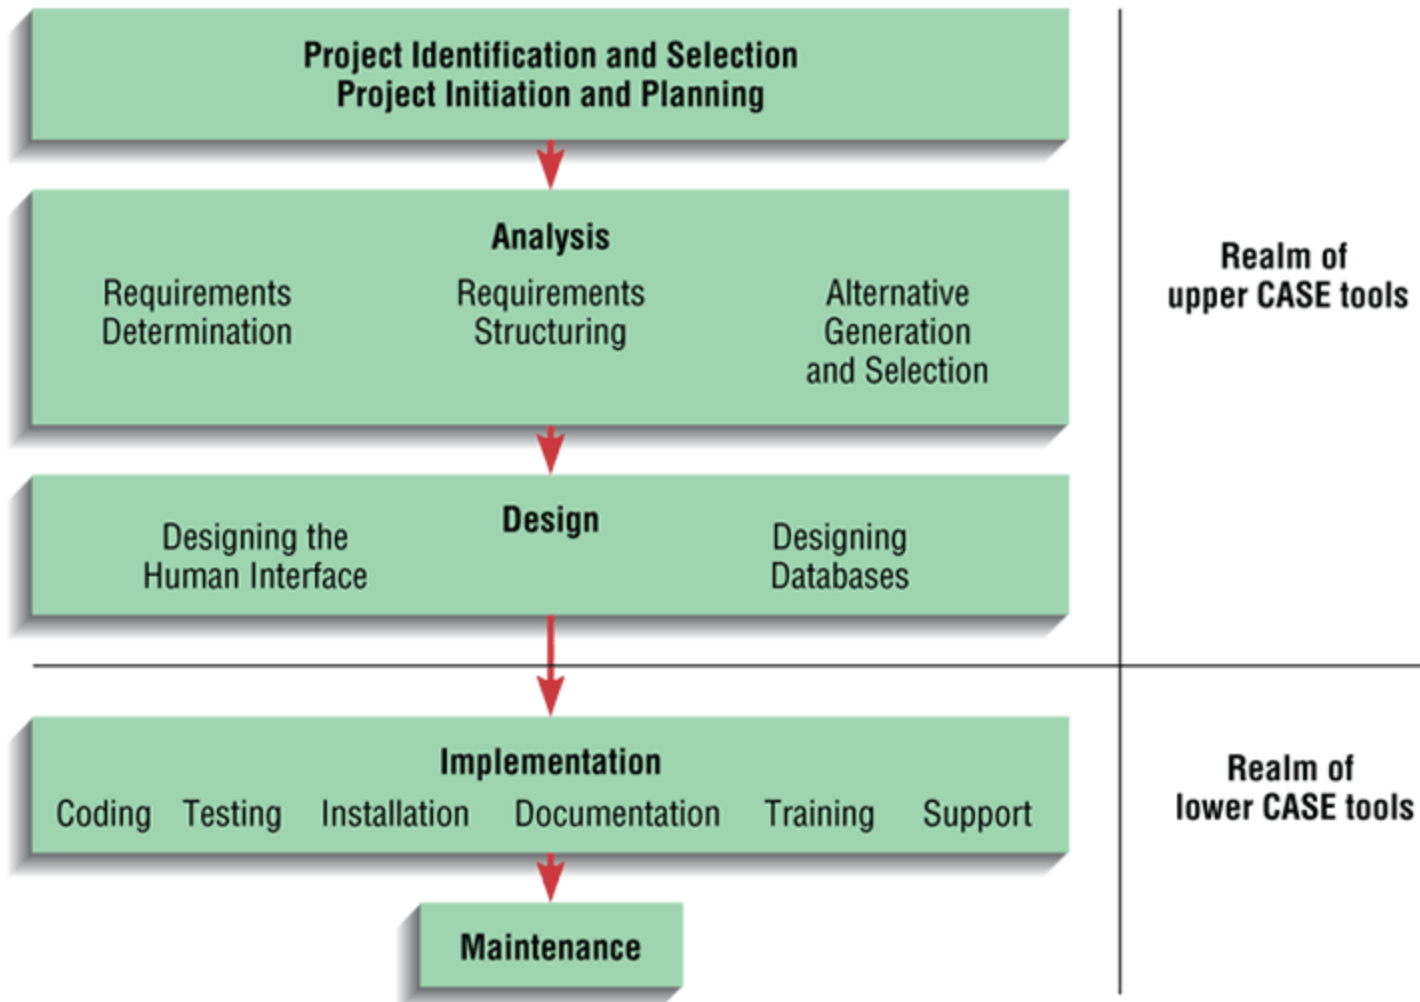 Project Identification and Selection
Project Initiation and Planning
Analysis
Requirements
Determination
Requirements
Structuring
Alternative
Generation
and Selection
Realm of
upper CASE tools
Design
Designing the
Human Interface
Designing
Databases
Implementation
Coding Testing Installation Documentation Training Support
Realm of
lower CASE tools
Maintenance